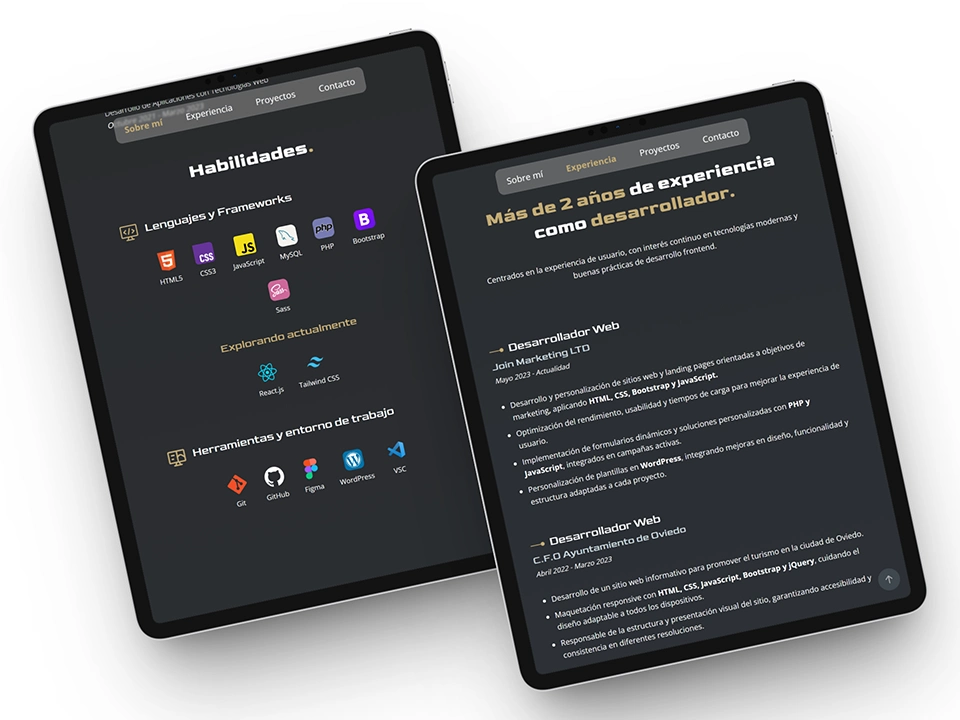 Desarrollo de Aplicaciones con Tecnologías Web
Octubre 2021 - Marzo 2023
Sobre mí
Experiencia
Proyectos
Contacto
Habilidades.
Lenguajes y Frameworks
HTML5
CSS3
JavaScript
MySQL
PHP
Bootstrap
Sass
Explorando actualmente
React.js
Tailwind CSS
Herramientas y entorno de trabajo
Git
GitHub
Figma
WordPress
VSC
Sobre mí
Experiencia
Proyectos
Contacto
Más de 2 años de experiencia
como desarrollador.
Centrados en la experiencia de usuario, con interés continuo en tecnologías modernas y
buenas prácticas de desarrollo frontend.
Desarrollador Web
Join Marketing LTD
Mayo 2023 - Actualidad
Desarrollo y personalización de sitios web y landing pages orientadas a objetivos de
marketing, aplicando HTML, CSS, Bootstrap y JavaScript.
Optimización del rendimiento, usabilidad y tiempos de carga para mejorar la experiencia de
usuario.
Implementación de formularios dinámicos y soluciones personalizadas con PHP y
JavaScript, integrados en campañas activas.
Personalización de plantillas en WordPress, integrando mejoras en diseño, funcionalidad y
estructura adaptadas a cada proyecto.
Desarrollador Web
C.F.O Ayuntamiento de Oviedo
Abril 2022 - Marzo 2023
Desarrollo de un sitio web informativo para promover el turismo en la ciudad de Oviedo.
Maquetación responsive con HTML, CSS, JavaScript, Bootstrap y jQuery, cuidando el
diseño adaptable a todos los dispositivos.
Responsable de la estructura y presentación visual del sitio, garantizando accesibilidad y
consistencia en diferentes resoluciones.